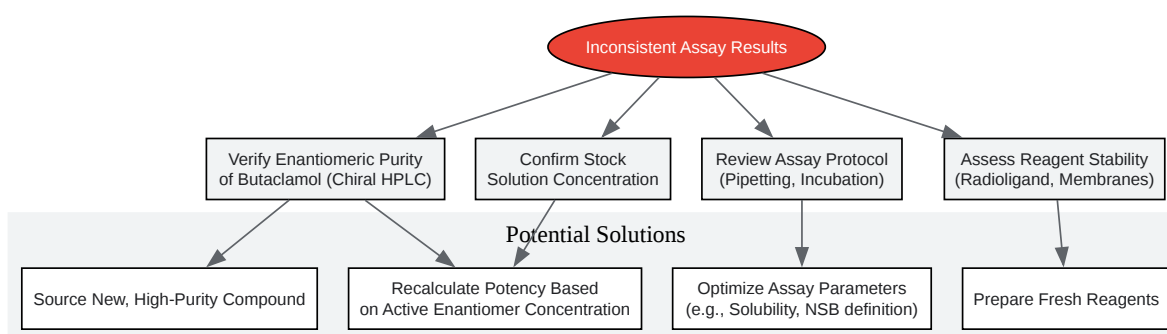 Inconsistent Assay Results
Verify Enantiomeric Purity
of Butaclamol (Chiral HPLC)
Confirm Stock
Solution Concentration
Review Assay Protocol
(Pipetting, Incubation)
Assess Reagent Stability
(Radioligand, Membranes)
Potential Solutions
Source New, High-Purity Compound
Recalculate Potency Based
on Active Enantiomer Concentration
Optimize Assay Parameters
(e.g., Solubility, NSB definition)
Prepare Fresh Reagents